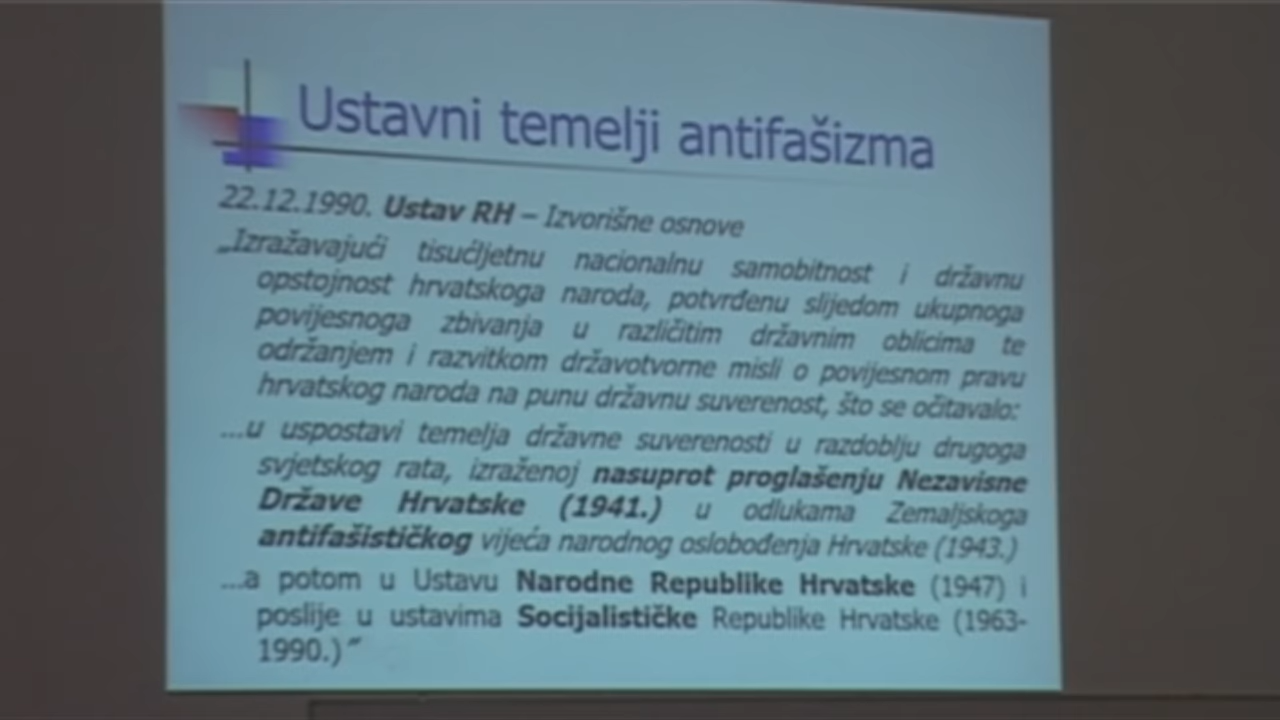 Ustavni temelji antifašizma
22.12.1990. Ustav RH – Izvorišne osnove
„Izražavajući tisućljetnu nacionalnu samobitnost i državnu
opstojnost hrvatskoga naroda, potvrđenu slijedom ukupnoga
povijesnoga zbivanja u različitim državnim oblicima te
održanjem i razvitkom državotvorne misli o povijesnom pravu
hrvatskog naroda na punu državnu suverenost, što se očitavalo:
...u uspostavi temelja državne suverenosti u razdoblju drugoga
svjetskog rata, izraženoj nasuprot proglašenju Nezavisne
Države Hrvatske (1941.) u odlukama Zemaljskoga
antifašističkog vijeća narodnog oslobođenja Hrvatske (1943.)
...a potom u Ustavu Narodne Republike Hrvatske (1947) i
poslije u ustavima Socijalističke Republike Hrvatske (1963-
1990.)˝